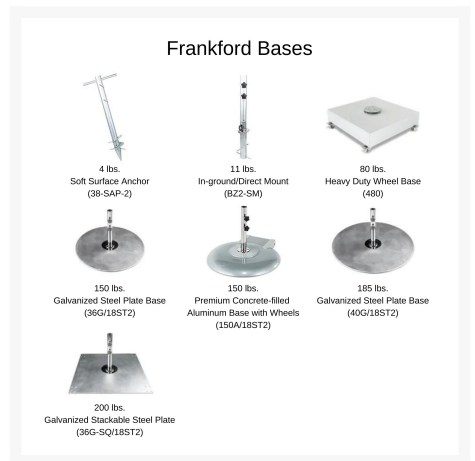 Frankford Bases
4 lbs.
Soft Surface Anchor
(38-SAP-2)
11 lbs.
In-ground/Direct Mount
(BZ2-SM)
80 lbs.
Heavy Duty Wheel Base
(480)
150 lbs.
Galvanized Steel Plate Base
(36G/18ST2)
150 lbs.
Premium Concrete-filled
Aluminum Base with Wheels
(150A/18ST2)
185 lbs.
Galvanized Steel Plate Base
(40G/18ST2)
200 lbs.
Galvanized Stackable Steel Plate
(36G-SQ/18ST2)